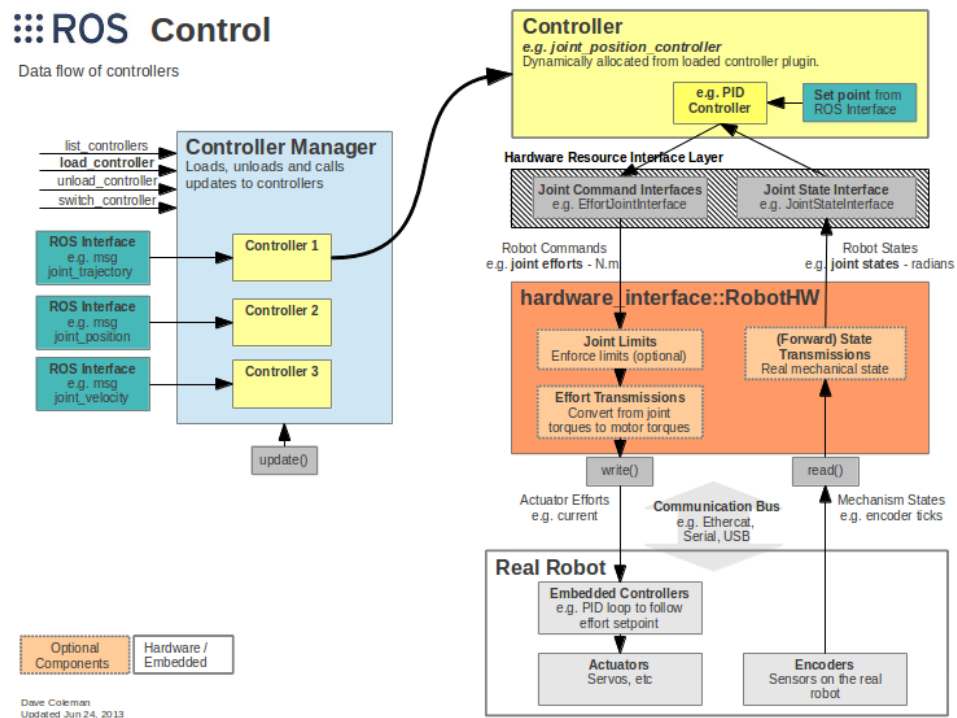 ROS Control
Data flow of controllers
list_controllers
load_controller
unload_controller
switch_controller
Controller Manager
Loads, unloads and calls
updates to controllers
ROS Interface
e.g. msg
joint_trajectory
Controller 1
ROS Interface
e.g. msg
joint_position
Controller 2
ROS Interface
e.g. msg
joint_velocity
Controller 3
update()
Controller
e.g. joint_position_controller
Dynamically allocated from loaded controller plugin.
e.g. PID
Controller
Set point from
ROS Interface
Hardware Resource Interface Layer
Joint Command Interfaces
e.g. EffortJointInterface
Joint State Interface
e.g. JointStateInterface
Robot Commands
e.g. joint efforts - N.m
Robot States
e.g. joint states - radians
hardware_interface::RobotHW
Joint Limits
Enforce limits (optional)
Effort Transmissions
Convert from joint
torques to motor torques
(Forward) State
Transmissions
Real mechanical state
write()
read()
Actuator Efforts
e.g. current
Communication Bus
e.g. Ethercat,
Serial, USB
Mechanism States
e.g. encoder ticks
Real Robot
Embedded Controllers
e.g. PID loop to follow
effort setpoint
Actuators
Servos, etc
Encoders
Sensors on the real
robot
Optional
Components
Hardware /
Embedded
Dave Coleman
Updated Jun 24, 2013